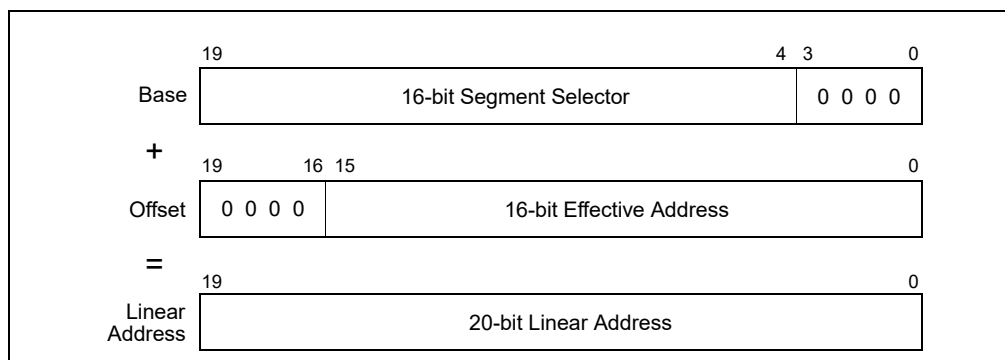 19 4 3 0
Base 16-bit Segment Selector 0 0 0 0
+
19 16 15 0
Offset 0 0 0 0 16-bit Effective Address
=
19 0
Linear
Address 20-bit Linear Address